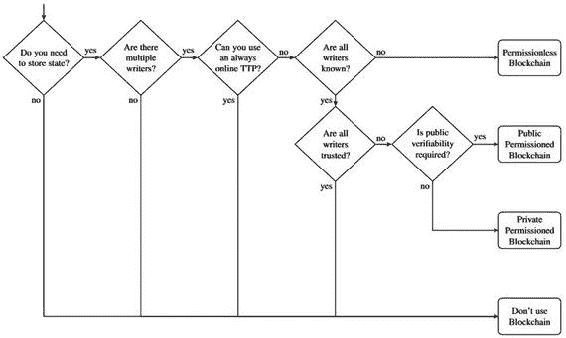 Do you need
to store state?
yes
Are there
multiple
writers?
yes
Can you use
an always
online TTP?
no
Are all
writers
known?
no
Permissionless
Blockchain
no
no
yes
yes
Are all
writers
trusted?
no
Is public
verifiability
required?
yes
Public
Permissioned
Blockchain
yes
no
Private
Permissioned
Blockchain
Don't use
Blockchain